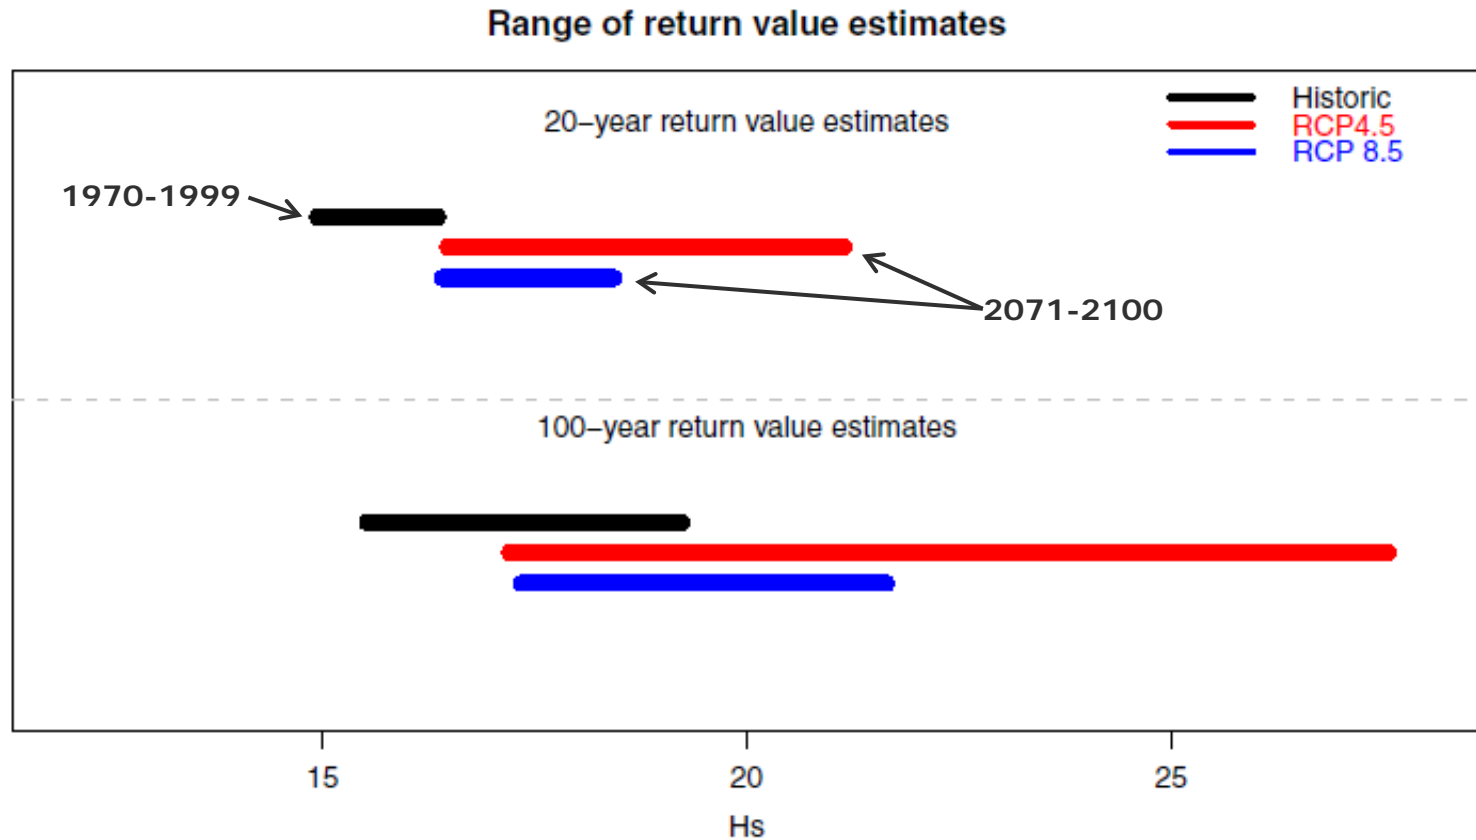 Range of return value estimates
20−year return value estimates
Historic
RCP4.5
RCP 8.5
1970-1999
2071-2100
100−year return value estimates
15
20
25
Hs